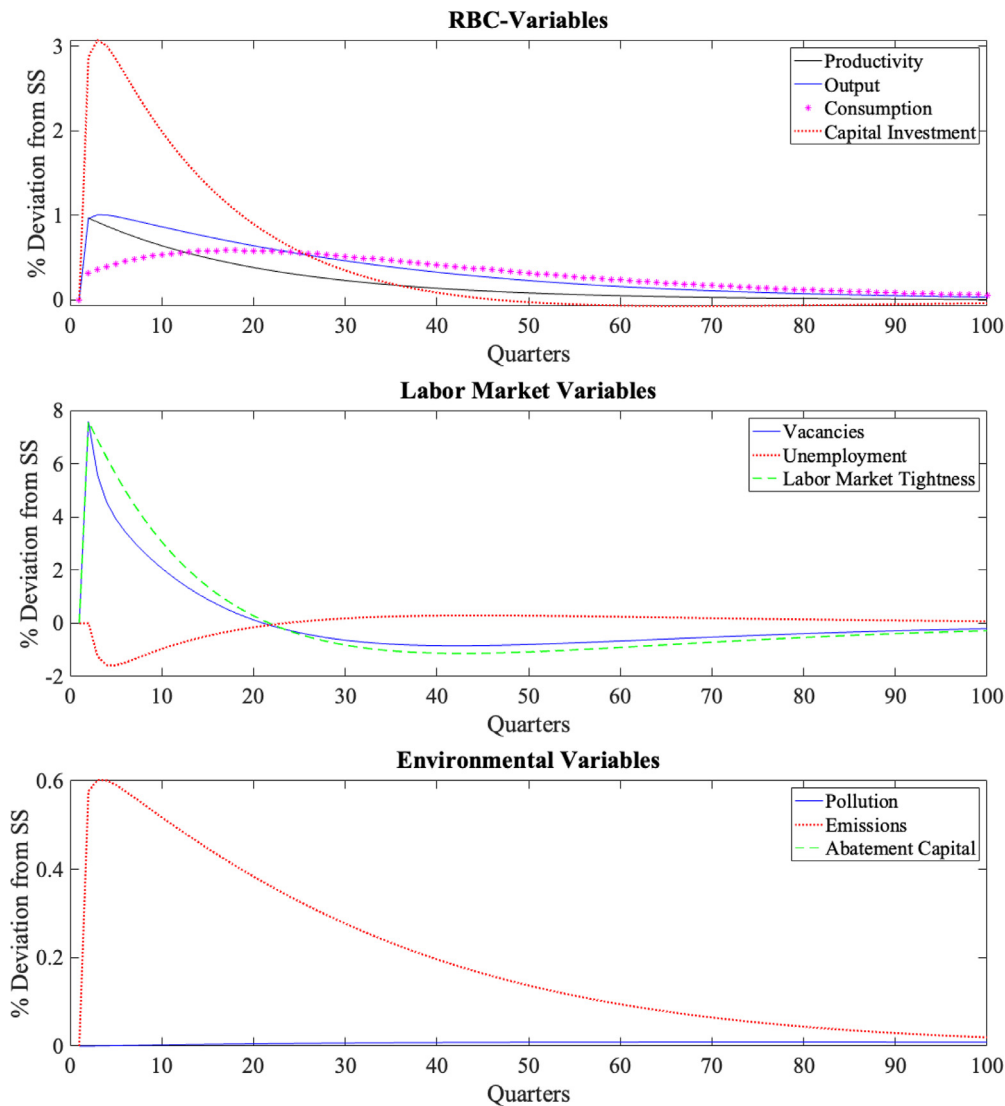 RBC-Variables
% Deviation from SS
3
2
1
0
Productivity
Output
Consumption
Capital Investment
0 10 20 30 40 50 60 70 80 90 100
Quarters
Labor Market Variables
% Deviation from SS
8
6
4
2
0
-2
Vacancies
Unemployment
Labor Market Tightness
0 10 20 30 40 50 60 70 80 90 100
Quarters
Environmental Variables
% Deviation from SS
0.6
0.4
0.2
0
Pollution
Emissions
Abatement Capital
0 10 20 30 40 50 60 70 80 90 100
Quarters